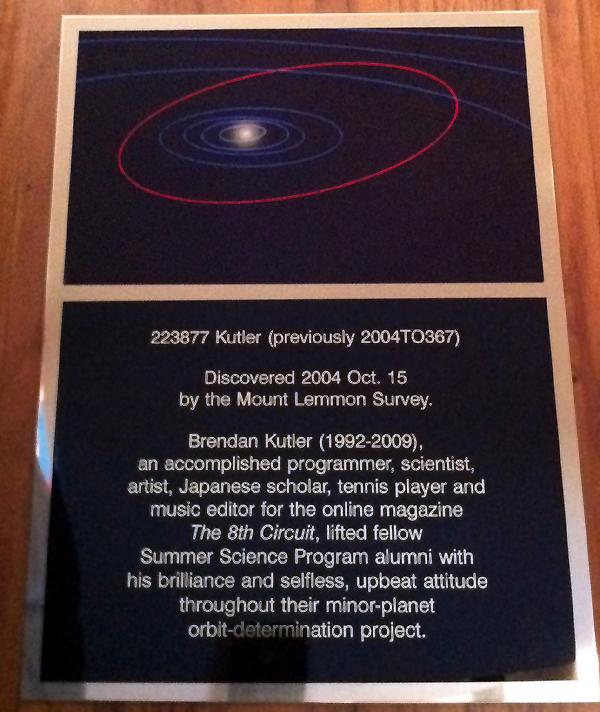 223877 Kutler (previously 2004TO367)
Discovered 2004 Oct. 15
by the Mount Lemmon Survey.
Brendan Kutler (1992-2009),
an accomplished programmer, scientist,
artist, Japanese scholar, tennis player and
music editor for the online magazine
The 8th Circuit, lifted fellow
Summer Science Program alumni with
his brilliance and selfless, upbeat attitude
throughout their minor-planet
orbit-determination project.